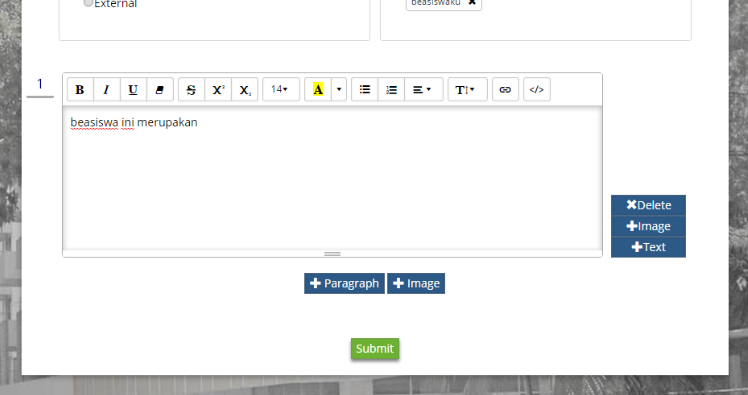 External
beasiswaku ✖
1
B I U S X² X₂ 14 A T </>
beasiswa ini merupakan
✖Delete
+Image
+Text
+ Paragraph + Image
Submit